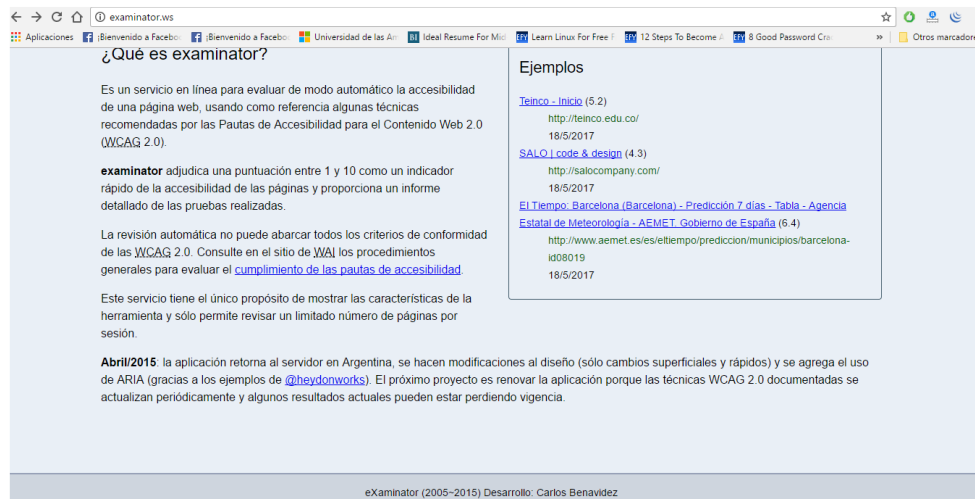 examinator.ws
Aplicaciones ¡Bienvenido a Facebo ¡Bienvenido a Facebo Universidad de las Am Ideal Resume For Mid Learn Linux For Free 12 Steps To Become A 8 Good Password Cra » Otros marcadore
¿Qué es examinator?
Es un servicio en línea para evaluar de modo automático la accesibilidad
de una página web, usando como referencia algunas técnicas
recomendadas por las Pautas de Accesibilidad para el Contenido Web 2.0
(WCAG 2.0).
examinator adjudica una puntuación entre 1 y 10 como un indicador
rápido de la accesibilidad de las páginas y proporciona un informe
detallado de las pruebas realizadas.
La revisión automática no puede abarcar todos los criterios de conformidad
de las WCAG 2.0. Consulte en el sitio de WAI los procedimientos
generales para evaluar el cumplimiento de las pautas de accesibilidad.
Este servicio tiene el único propósito de mostrar las características de la
herramienta y sólo permite revisar un limitado número de páginas por
sesión.
Ejemplos
Teinco - Inicio (5.2)
http://teinco.edu.co/
18/5/2017
SALO | code & design (4.3)
http://salocompany.com/
18/5/2017
El Tiempo: Barcelona (Barcelona) - Predicción 7 días - Tabla - Agencia
Estatal de Meteorología - AEMET. Gobierno de España (6.4)
http://www.aemet.es/es/eltiempo/prediccion/municipios/barcelona-
id08019
18/5/2017
Abril/2015: la aplicación retorna al servidor en Argentina, se hacen modificaciones al diseño (sólo cambios superficiales y rápidos) y se agrega el uso
de ARIA (gracias a los ejemplos de @heydonworks). El próximo proyecto es renovar la aplicación porque las técnicas WCAG 2.0 documentadas se
actualizan periódicamente y algunos resultados actuales pueden estar perdiendo vigencia.
eXaminator (2005~2015) Desarrollo: Carlos Benavidez